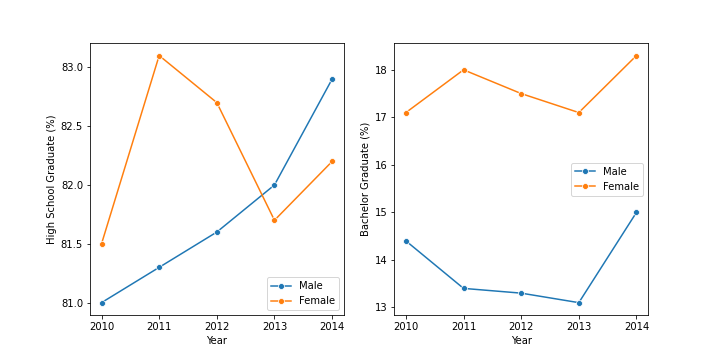 High School Graduate (%)
83.0
82.5
82.0
81.5
81.0
2010 2011 2012 2013 2014
Year
Male
Female
Bachelor Graduate (%)
18
17
16
15
14
13
2010 2011 2012 2013 2014
Year
Male
Female